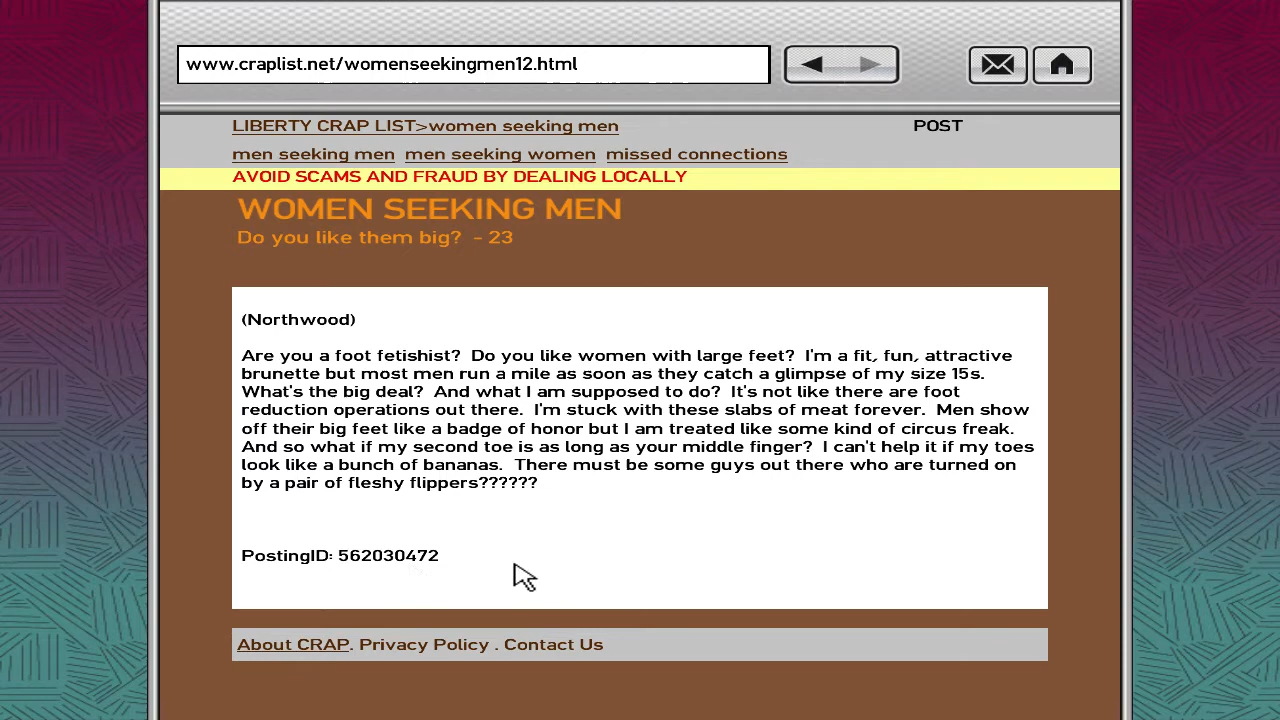 www.craplist.net/womenseekingmen12.html
LIBERTY CRAP LIST>women seeking men POST
men seeking men men seeking women missed connections
AVOID SCAMS AND FRAUD BY DEALING LOCALLY
WOMEN SEEKING MEN
Do you like them big? - 23
(Northwood)
Are you a foot fetishist? Do you like women with large feet? I'm a fit, fun, attractive
brunette but most men run a mile as soon as they catch a glimpse of my size 15s.
What's the big deal? And what I am supposed to do? It's not like there are foot
reduction operations out there. I'm stuck with these slabs of meat forever. Men show
off their big feet like a badge of honor but I am treated like some kind of circus freak.
And so what if my second toe is as long as your middle finger? I can't help it if my toes
look like a bunch of bananas. There must be some guys out there who are turned on
by a pair of fleshy flippers??????
PostingID: 562030472
About CRAP. Privacy Policy . Contact Us